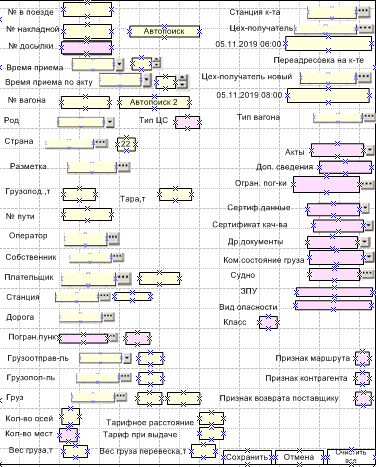 № в поезде
№ накладной
Автопоиск
№ досылки
Время приема
Время приема по акту
№ вагона
Автопоиск 2
Род
Тип ЦС
Страна
22
Разметка
Грузопод.,т
Тара,т
№ пути
Оператор
Собственник
Плательщик
Станция
Дорога
Погран.пунк
Грузоотрав-ль
Грузопол-ль
Груз
Кол-во осей
Тарифное расстояние
Кол-во мест
Тариф при выдаче
Вес груза,т
Вес груза перевеска,т
Станция к-та
Цех-получатель
05.11.2019 06:00
Переадресовка на к-те
Цех-получатель новый
05.11.2019 08:00
Тип вагона
Акты
Доп. сведения
Огран. пог-ки
Сертиф.данные
Сертификат кач-ва
Др.документы
Ком.состояние груза
Судно
ЗПУ
Вид опасности
Класс
Признак маршрута
Признак контрагента
Признак возврата поставщику
Сохранить
Отмена
Очистить
все